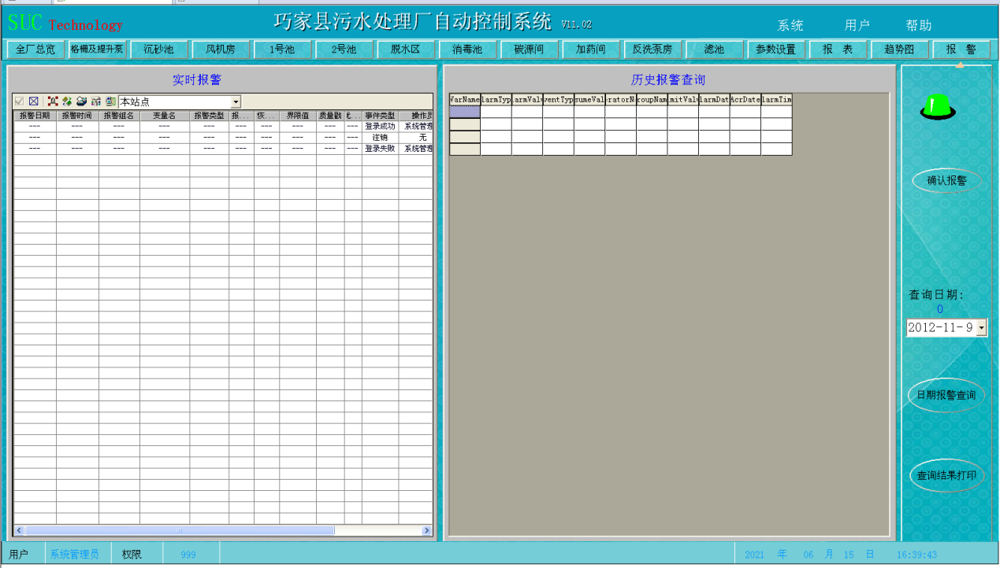 SUC Technology 巧家县污水处理厂自动控制系统 V11.02 系统 用户 帮助
全厂总览 格栅及提升泵 沉砂池 风机房 1号池 2号池 脱水区 消毒池 碳源间 加药间 反洗泵房 滤池 参数设置 报 表 趋势图 报 警
实时报警
本站点
报警日期 报警时间 报警组名 变量名 报警类型 报... 恢... 界限值 质量戳 事件类型 操作员
--- --- --- --- --- --- --- --- --- --- 登录成功 系统管理
--- --- --- --- --- --- --- --- --- --- 注销 无
--- --- --- --- --- --- --- --- --- --- 登录失败 系统管理
历史报警查询
VarName larmTyp larmValu ventTyp sumeVal ratorN roupNam mitValu larmDat AcrDate larmTim
确认报警
查询日期:
0
2012-11- 9
日期报警查询
查询结果打印
用户 系统管理员 权限 999 2021 年 06 月 15 日 16:39:43